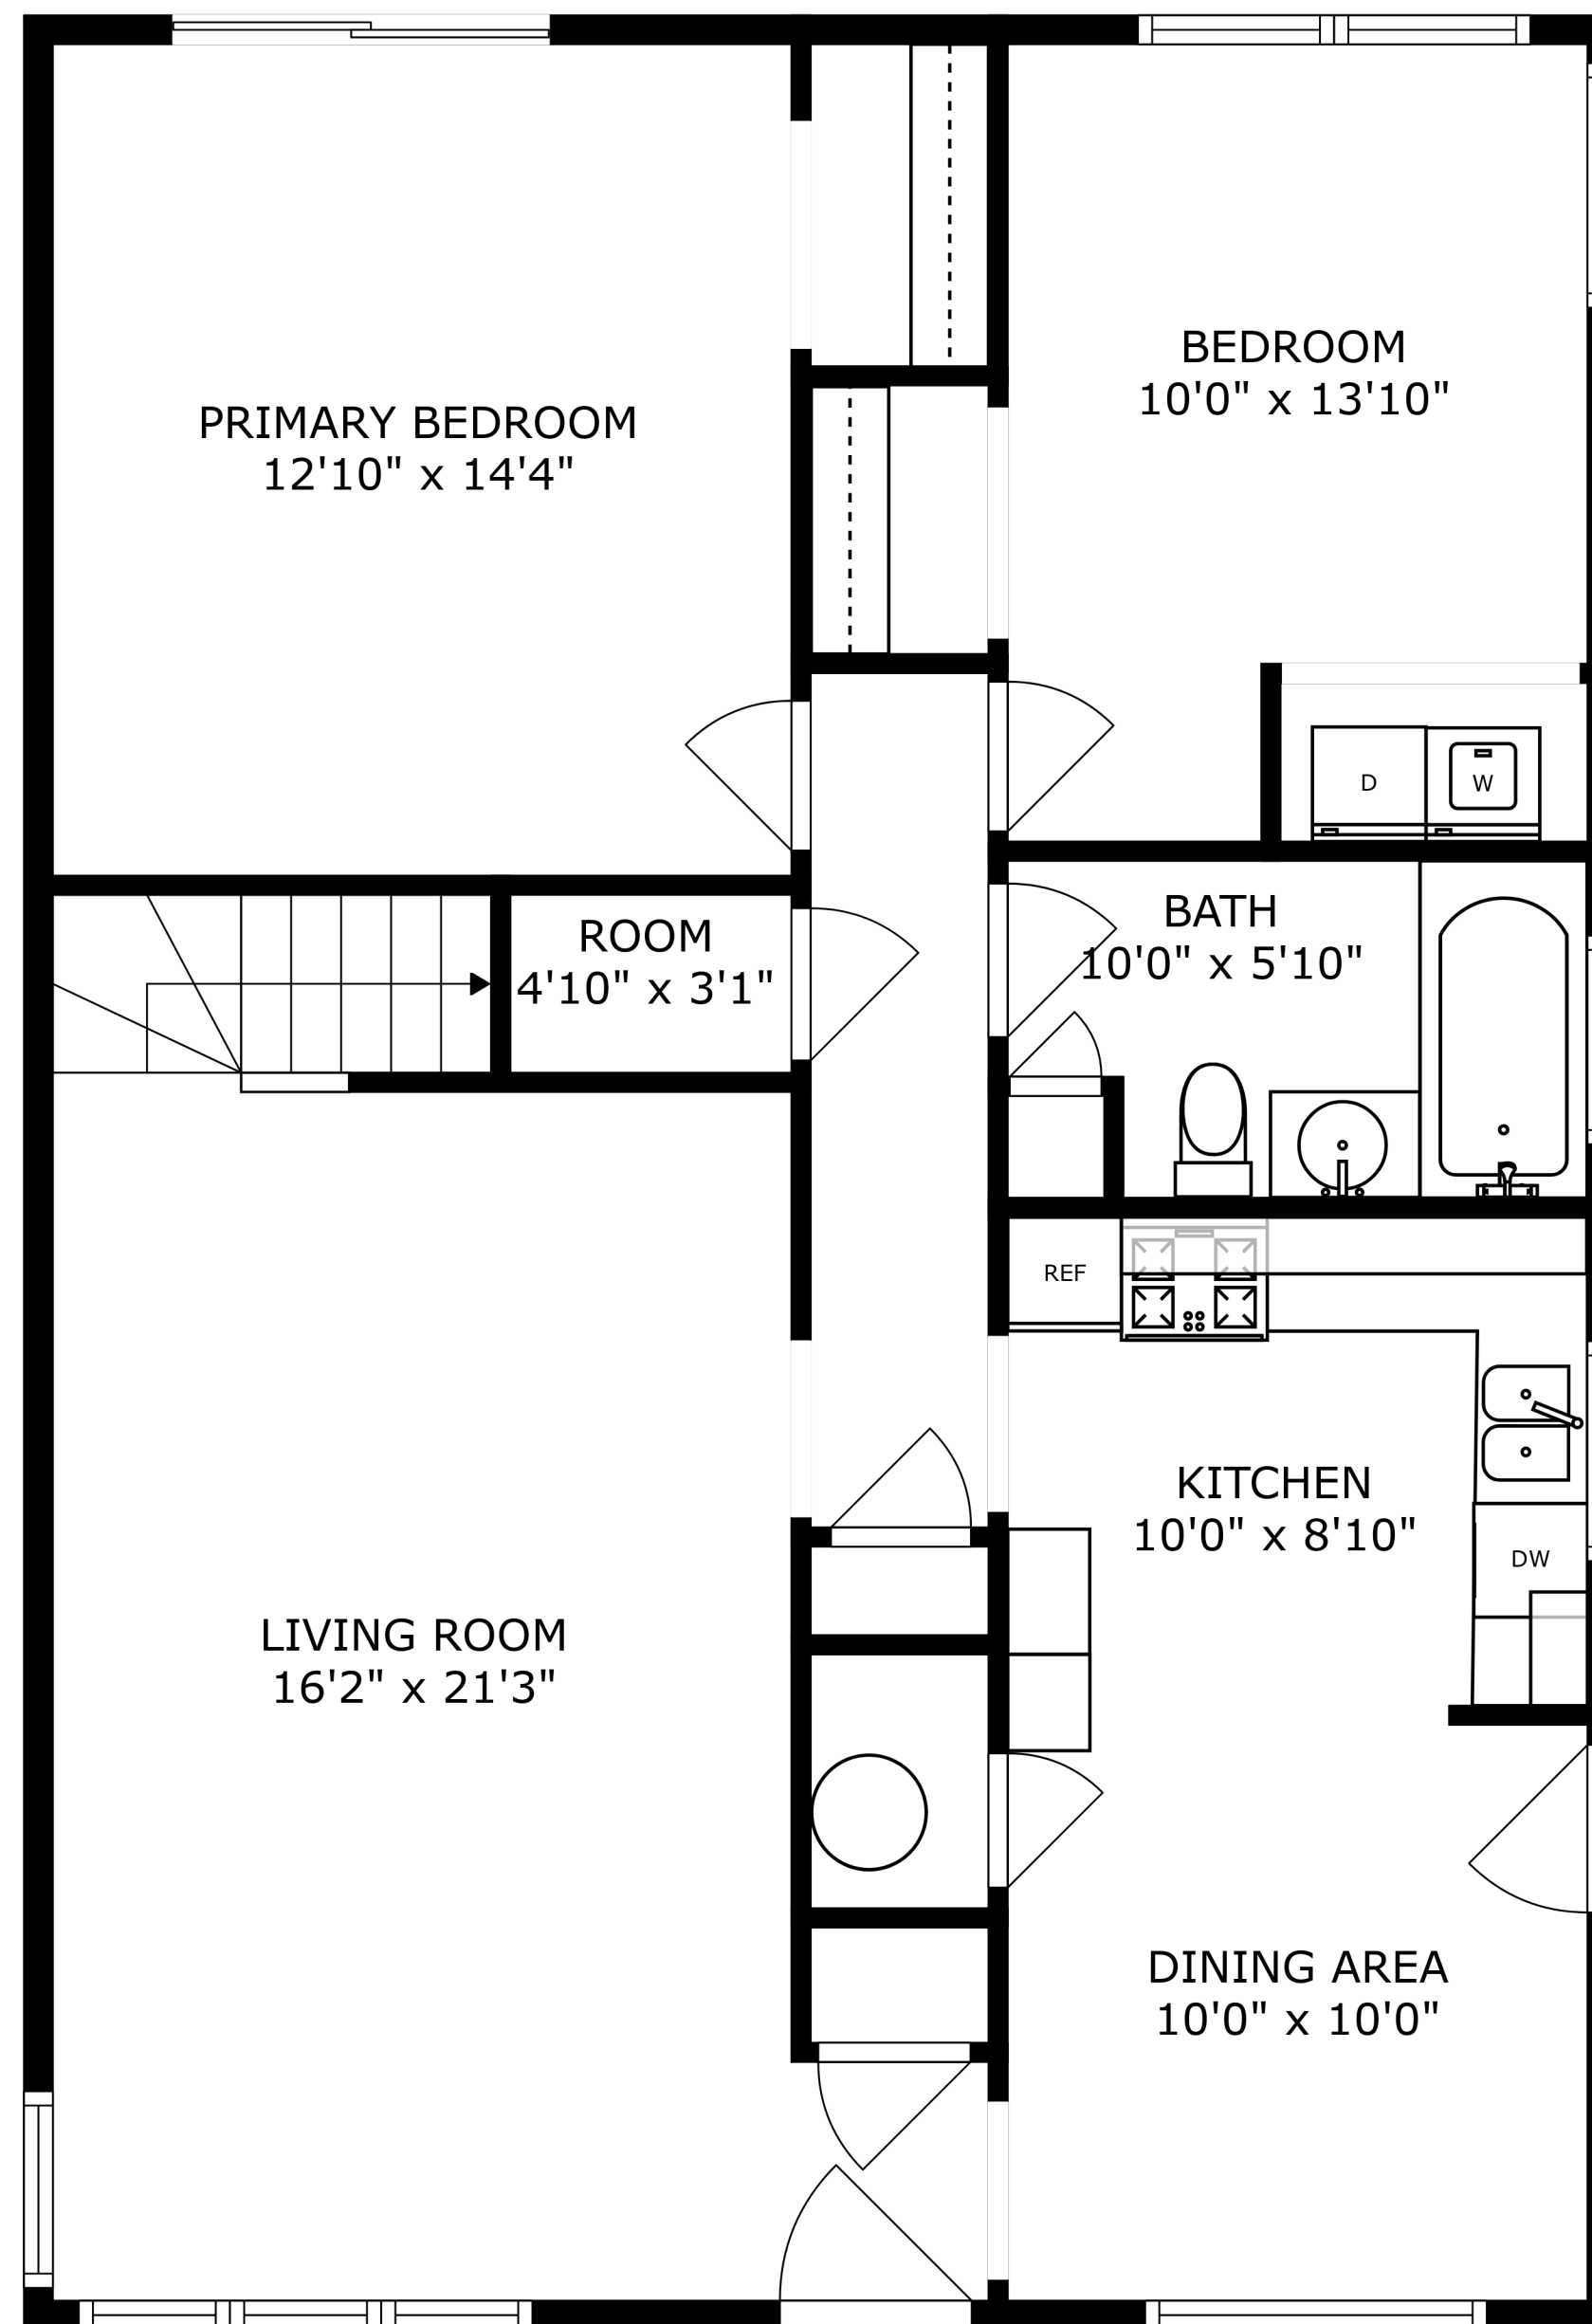 BEDROOM
10'0" x 13'10"
PRIMARY BEDROOM
12'10" x 14'4"
D
W
BATH
10'0" x 5'10"
ROOM
4'10" x 3'1"
REF
KITCHEN
10'0" x 8'10"
DW
LIVING ROOM
16'2" x 21'3"
DINING AREA
10'0" x 10'0"